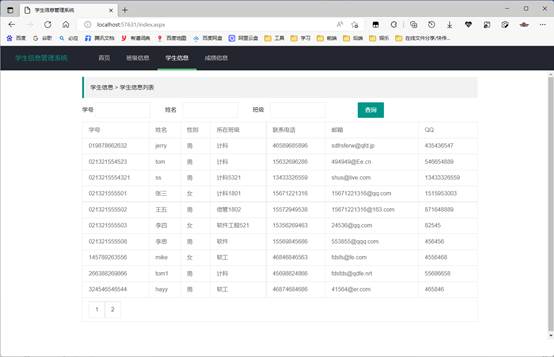 学生信息管理系统
localhost:57631/index.aspx
百度 谷歌 必应 腾讯文档 有道词典 百度地图 百度网盘 阿里云盘 工具 学习 前端 后端 娱乐 在线文件分享/快传...
学生信息管理系统 首页 班级信息 学生信息 成绩信息
学生信息 > 学生信息列表
学号 姓名 班级 查询
学号 姓名 性别 所在班级 联系电话 邮箱 QQ
019878662632 jerry 男 计科 46589685896 sdhsferw@qfd.jp 435436547
021321554523 tom 男 计科 15632696286 494949@Ee.cn 546654889
0213215554321 ss 男 计科5321 13433326559 shus@live.com 13433326559
021321555501 张三 女 计科1801 15671221316 15671221316@qq.com 1515953003
021321555502 王五 男 信管1802 15572949538 15671221316@163.com 871648889
021321555503 李四 女 软件工程521 15356269463 24536@qq.com 82545
021321555508 李思 男 软件 15569845686 553855@qqq.com 456456
145789263556 mike 女 软工 46846846563 fdsfs@fe.com 4556468
266386269866 tom1 男 计科 45698624866 fdsfds@qdfe.nrt 55686658
324546546544 hayy 男 软工 46874684686 41564@er.com 465846
1 2